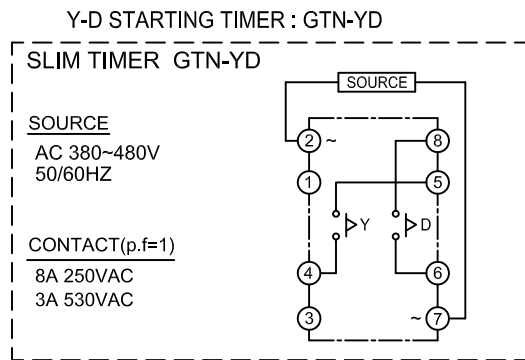 Y-D STARTING TIMER : GTN-YD
SLIM TIMER GTN-YD
SOURCE
SOURCE
AC 380~480V
50/60HZ
CONTACT(p.f=1)
8A 250VAC
3A 530VAC
2 ~ 8
1 5
Y D
4 6
3 ~ 7